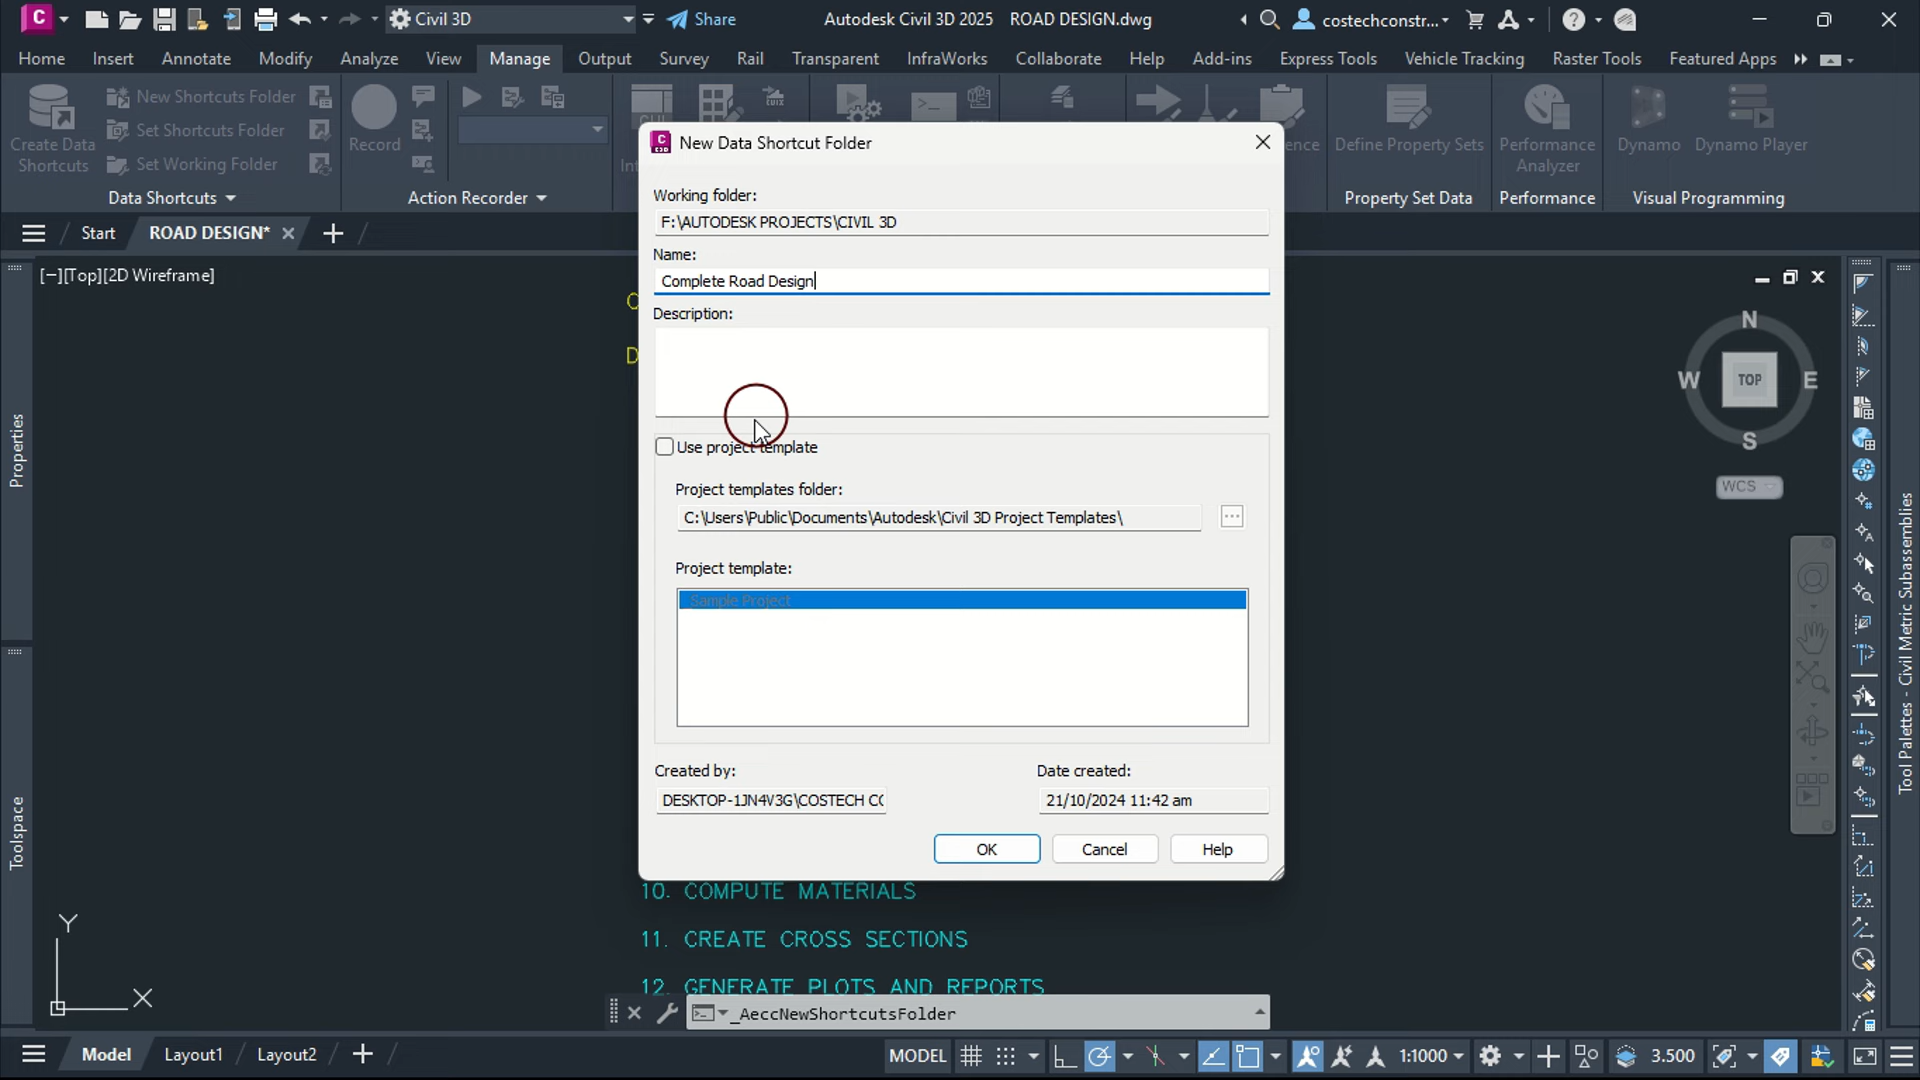 C
Civil 3D
Share
Autodesk Civil 3D 2025 ROAD DESIGN.dwg
costechconstr...
Home Insert Annotate Modify Analyze View Manage Output Survey Rail Transparent InfraWorks Collaborate Help Add-ins Express Tools Vehicle Tracking Raster Tools Featured Apps
New Shortcuts Folder
Set Shortcuts Folder
Create Data
Shortcuts
Set Working Folder
Record
Define Property Sets
Performance
Analyzer
Dynamo Dynamo Player
Data Shortcuts
Action Recorder
Property Set Data
Performance
Visual Programming
Start
ROAD DESIGN*
[−][Top][2D Wireframe]
New Data Shortcut Folder
Working folder:
F:\AUTODESK PROJECTS\CIVIL 3D
Name:
Complete Road Design
Description:
Use project template
Project templates folder:
C:\Users\Public\Documents\Autodesk\Civil 3D Project Templates\
...
Project template:
Sample Project
Created by:
DESKTOP-1JN4V3G\COSTECH CC
Date created:
21/10/2024 11:42 am
OK
Cancel
Help
10. COMPUTE MATERIALS
11. CREATE CROSS SECTIONS
12. GENERATE PLOTS AND REPORTS
_AeccNewShortcutsFolder
N
W
TOP
E
S
WCS
Properties
Toolspace
Tool Palettes - Civil Metric Subassemblies
Y
X
Model Layout1 Layout2
MODEL
1:1000
3.500